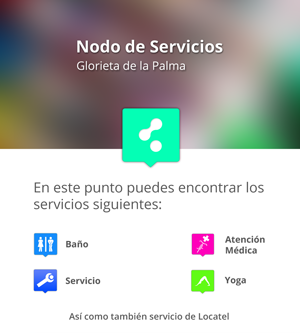 Nodo de Servicios
Glorieta de la Palma
En este punto puedes encontrar los
servicios siguientes:
Baño
Atención
Médica
Servicio
Yoga
Así como también servicio de Locatel